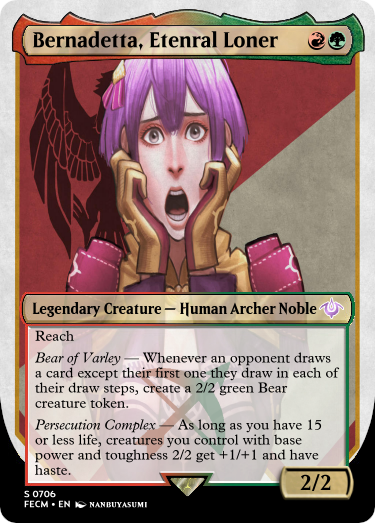 Bernadetta, Etenral Loner
Legendary Creature — Human Archer Noble
Reach
Bear of Varley — Whenever an opponent draws
a card except their first one they draw in each of
their draw steps, create a 2/2 green Bear
creature token.
Persecution Complex — As long as you have 15
or less life, creatures you control with base
power and toughness 2/2 get +1/+1 and have
haste.
2/2
S 0706
FECM • EN NANBUYASUMI